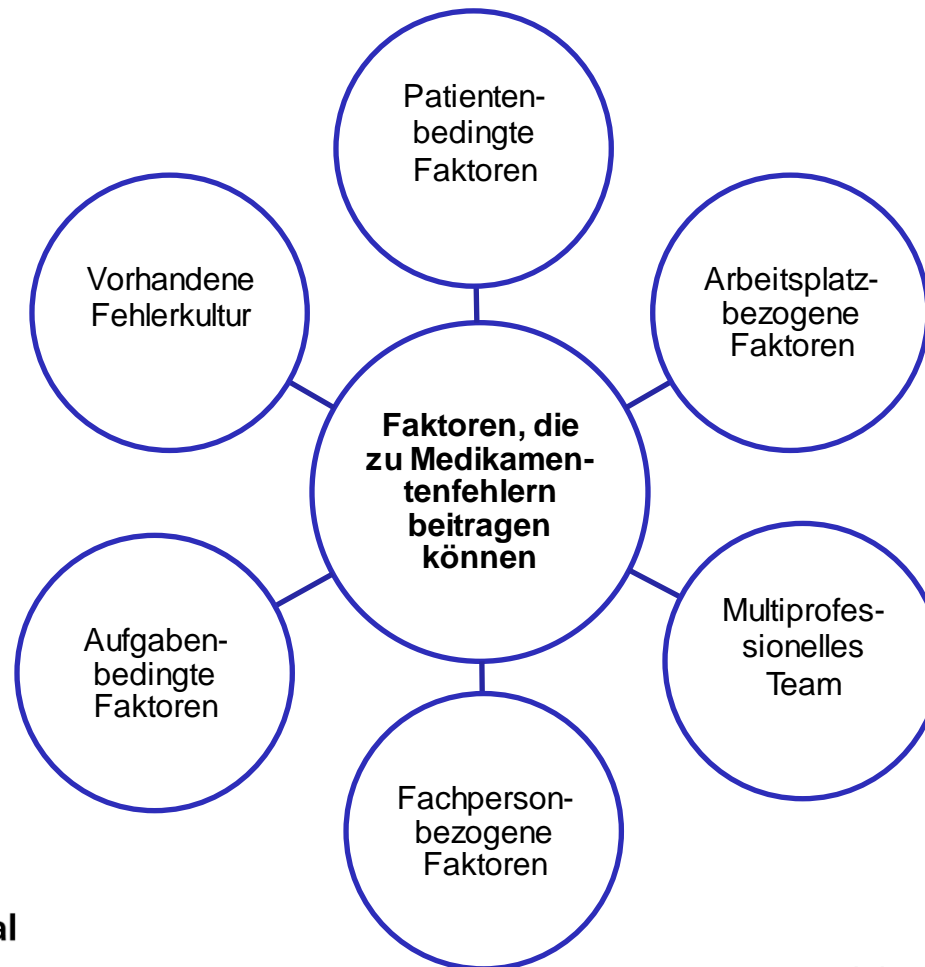 Patienten-
bedingte
Faktoren
Vorhandene
Fehlerkultur
Arbeitsplatz-
bezogene
Faktoren
Faktoren, die
zu Medikamen-
tenfehlern
beitragen
können
Aufgaben-
bedingte
Faktoren
Multiprofes-
sionelles
Team
Fachperson-
bezogene
Faktoren
al